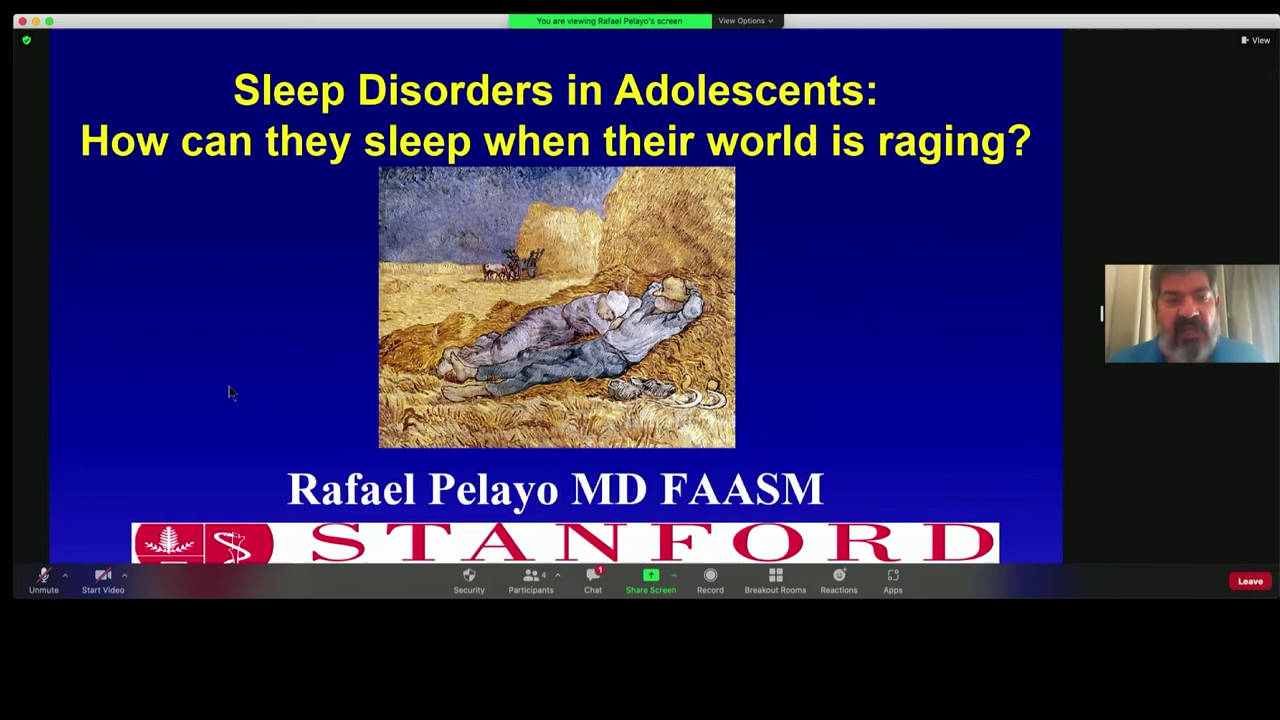 You are viewing Rafael Pelayo's screen
View Options
View
Sleep Disorders in Adolescents:
How can they sleep when their world is raging?
Rafael Pelayo MD FAASM
STANFORD
Unmute
Start Video
Security
Participants
4
Chat
1
Share Screen
Record
Breakout Rooms
Reactions
Apps
Leave